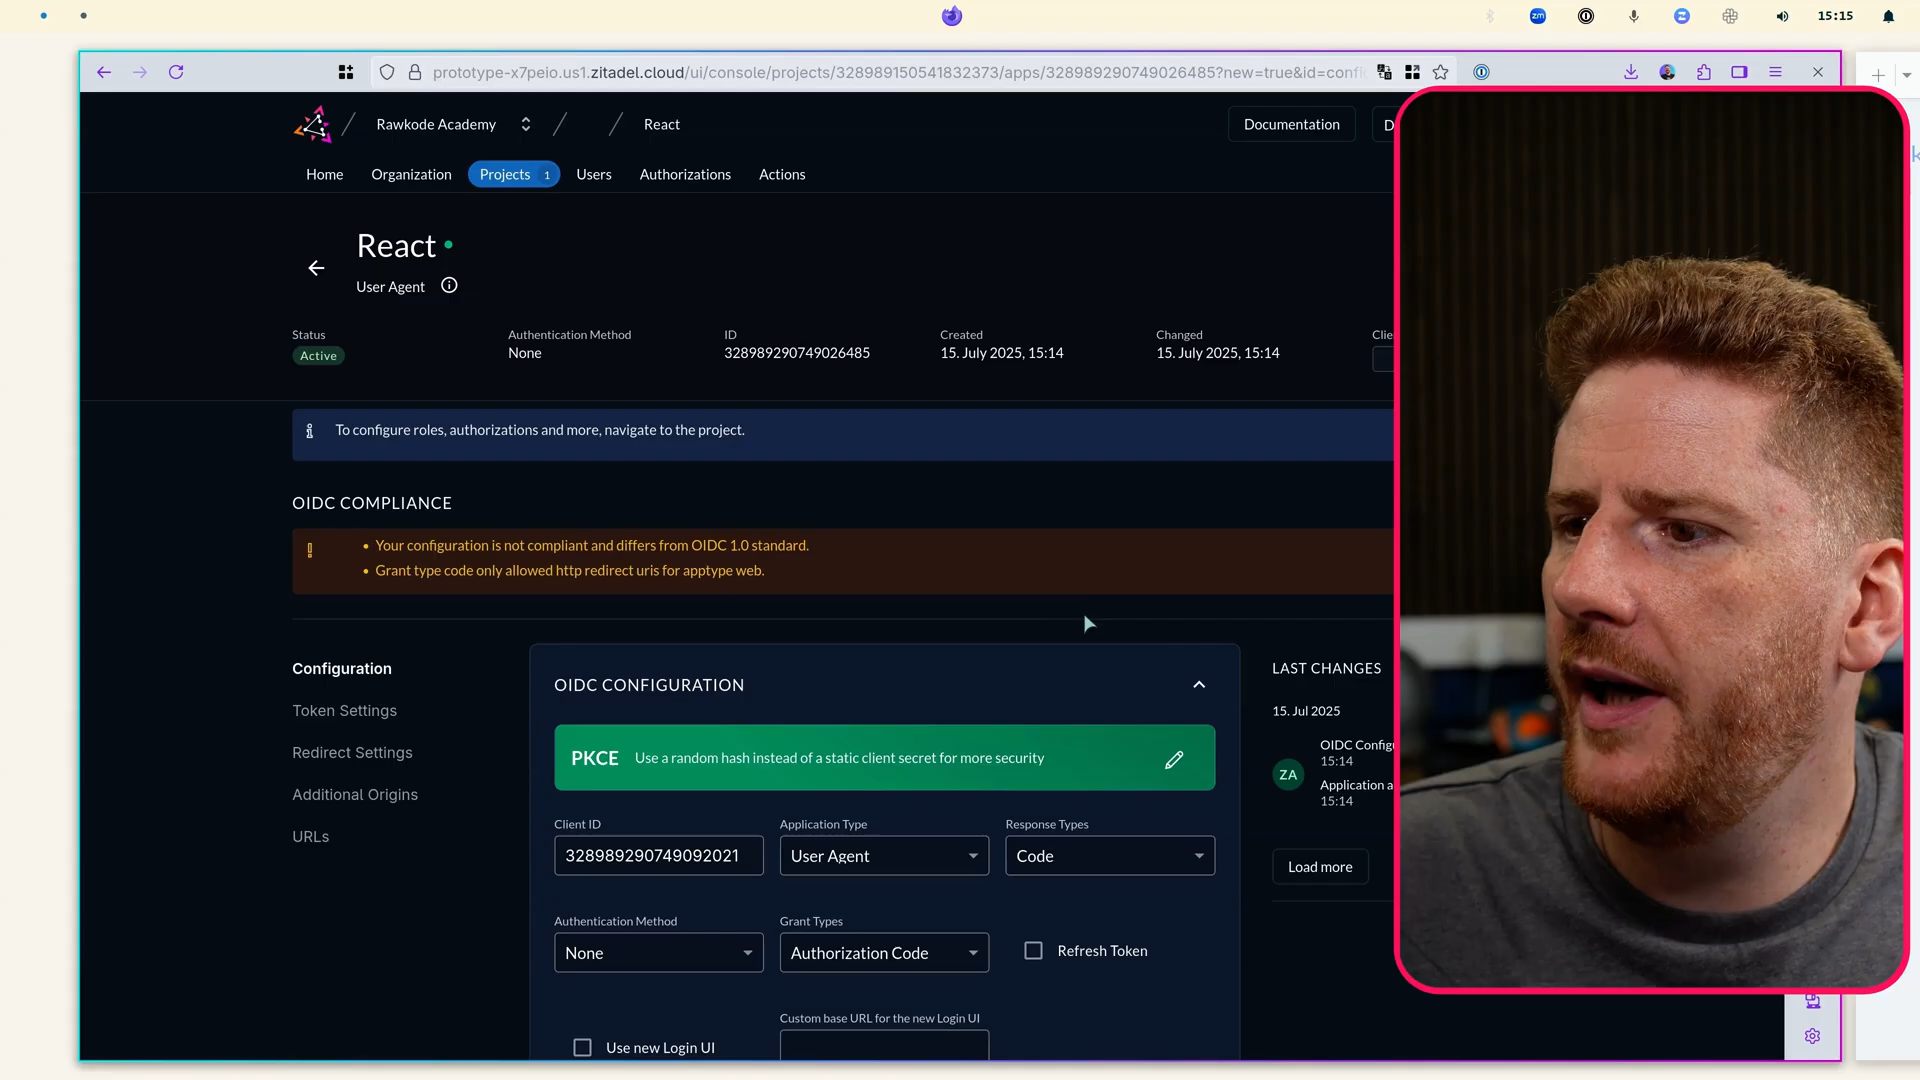 zm
15:15
prototype-x7peio.us1.zitadel.cloud/ui/console/projects/328989150541832373/apps/328989290749026485?new=true&id=confi
Rawkode Academy
React
Documentation
D
Home
Organization
Projects 1
Users
Authorizations
Actions
React
User Agent
Status
Active
Authentication Method
None
ID
328989290749026485
Created
15. July 2025, 15:14
Changed
15. July 2025, 15:14
Clie
To configure roles, authorizations and more, navigate to the project.
OIDC COMPLIANCE
• Your configuration is not compliant and differs from OIDC 1.0 standard.
• Grant type code only allowed http redirect uris for apptype web.
Configuration
Token Settings
Redirect Settings
Additional Origins
URLs
OIDC CONFIGURATION
PKCE Use a random hash instead of a static client secret for more security
Client ID
328989290749092021
Application Type
User Agent
Response Types
Code
Authentication Method
None
Grant Types
Authorization Code
Refresh Token
Use new Login UI
Custom base URL for the new Login UI
LAST CHANGES
15. Jul 2025
ZA
OIDC Configu
15:14
Application a
15:14
Load more